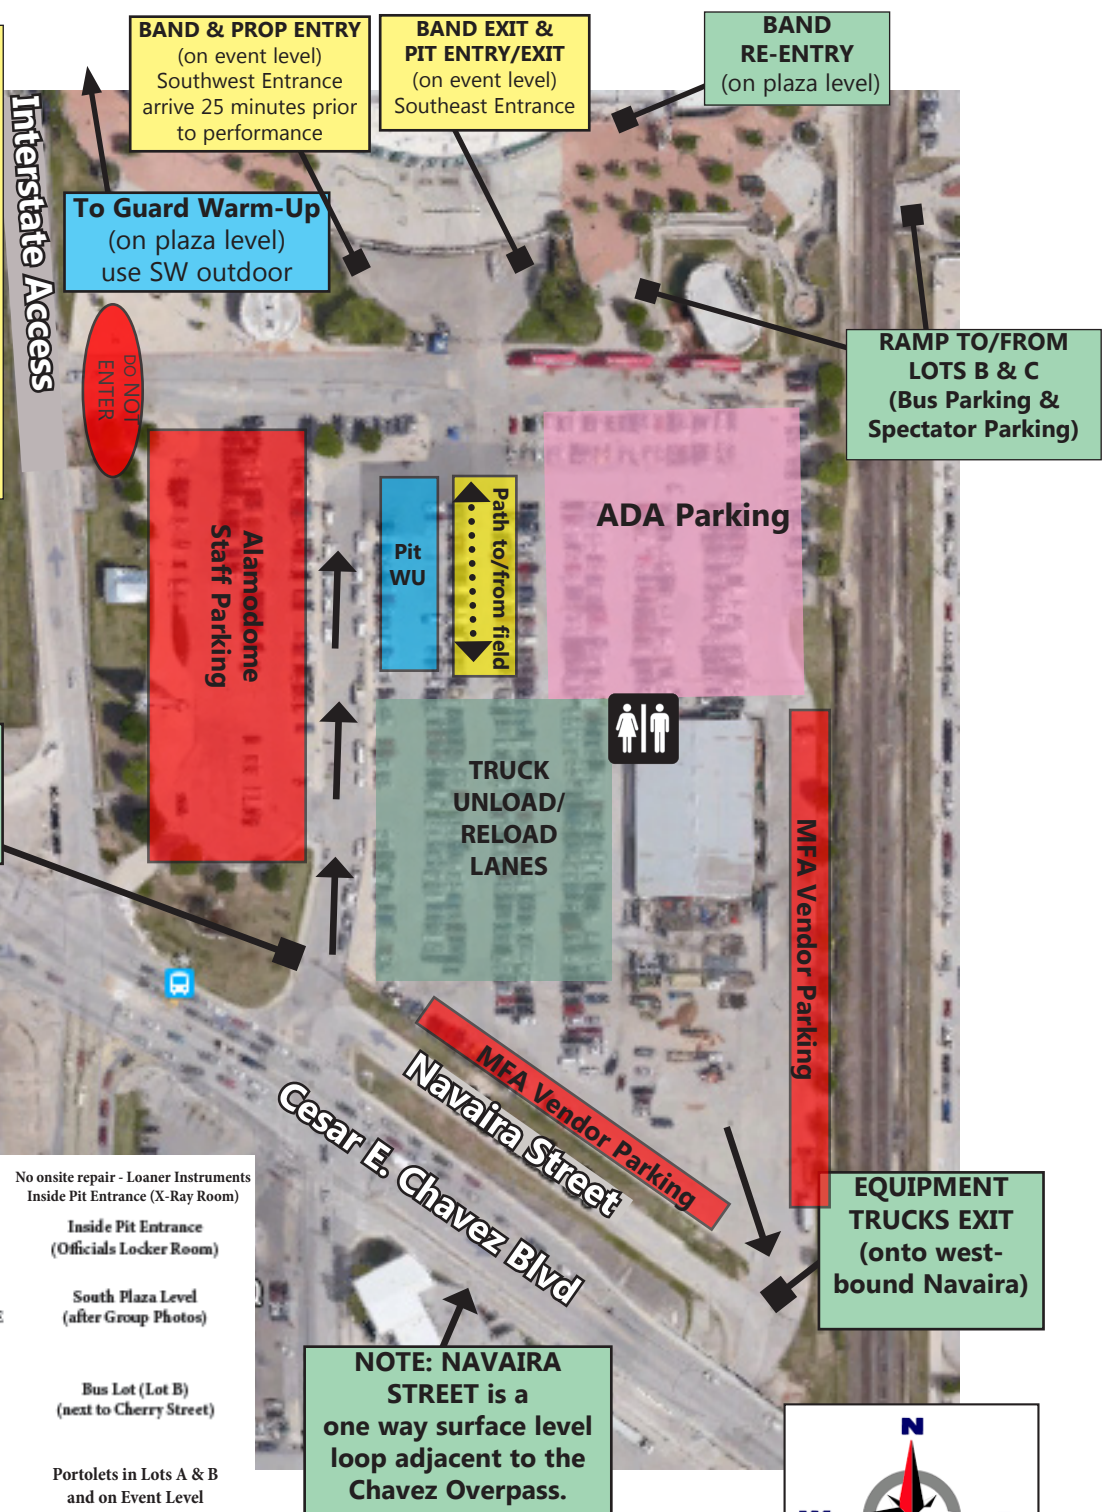 BAND & PROP ENTRY
(on event level)
Southwest Entrance
arrive 25 minutes prior
to performance
BAND EXIT &
PIT ENTRY/EXIT
(on event level)
Southeast Entrance
BAND
RE-ENTRY
(on plaza level)
Interstate Access
To Guard Warm-Up
(on plaza level)
use SW outdoor
DO NOT
ENTER
RAMP TO/FROM
LOTS B & C
(Bus Parking &
Spectator Parking)
Alamodome
Staff Parking
Pit
WU
Path to/from field
ADA Parking
TRUCK
UNLOAD/
RELOAD
LANES
MFA Vendor Parking
MFA Vendor Parking
Navaira Street
Cesar E. Chavez Blvd
No onsite repair - Loaner Instruments
Inside Pit Entrance (X-Ray Room)
Inside Pit Entrance
(Officials Locker Room)
South Plaza Level
(after Group Photos)
E
Bus Lot (Lot B)
(next to Cherry Street)
Portolets in Lots A & B
and on Event Level
EQUIPMENT
TRUCKS EXIT
(onto west-
bound Navaira)
NOTE: NAVAIRA
STREET is a
one way surface level
loop adjacent to the
Chavez Overpass.
N